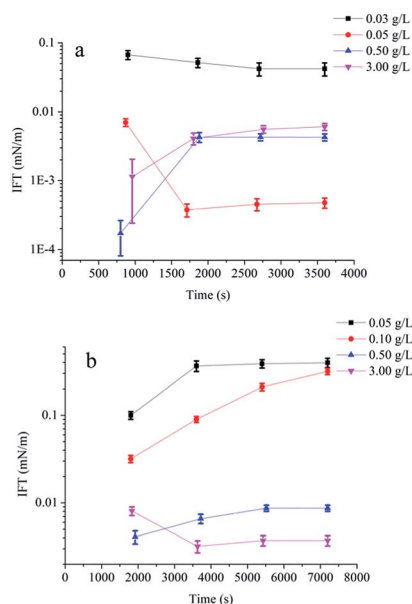 0.03 g/L
0.05 g/L
0.50 g/L
3.00 g/L
a
0.1
0.01
1E-3
1E-4
IFT (mN/m)
0 500 1000 1500 2000 2500 3000 3500 4000
Time (s)
0.05 g/L
0.10 g/L
0.50 g/L
3.00 g/L
b
0.1
0.01
IFT (mN/m)
0 1000 2000 3000 4000 5000 6000 7000 8000
Time (s)